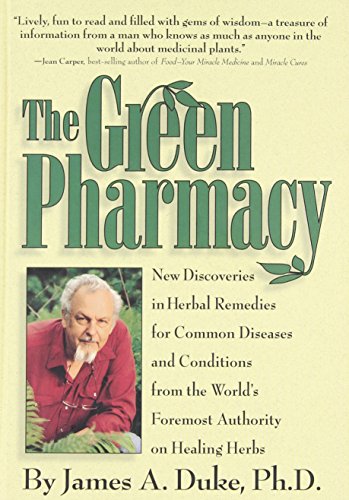 "Lively, fun to read and filled with gems of wisdom–a treasure of
information from a man who knows as much as anyone in the
world about medicinal plants."
—Jean Carper, best-selling author of Food–Your Miracle Medicine and Miracle Cures
The Green
Pharmacy
New Discoveries
in Herbal Remedies
for Common Diseases
and Conditions
from the World's
Foremost Authority
on Healing Herbs
By James A. Duke, Ph.D.